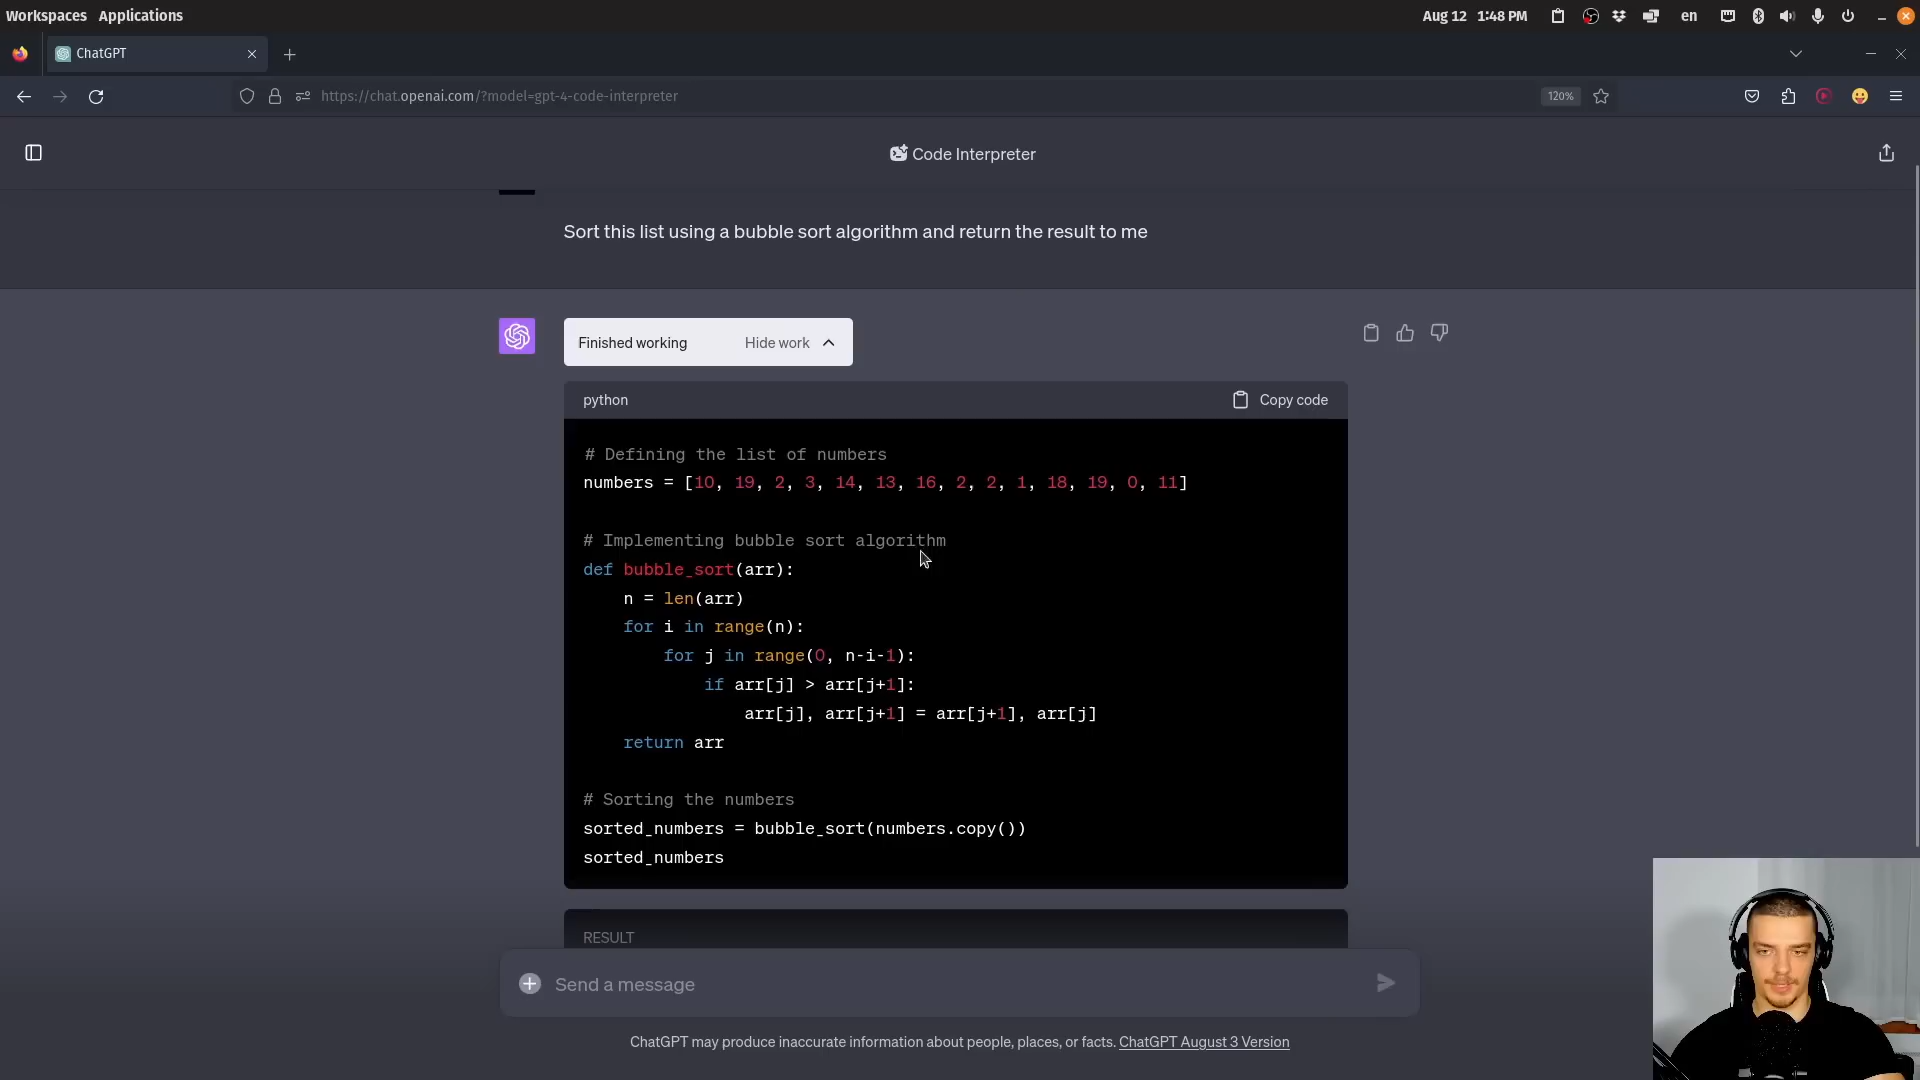 Workspaces Applications
Aug 12 1:48 PM
en
ChatGPT
https://chat.openai.com/?model=gpt-4-code-interpreter
120%
Code Interpreter
Sort this list using a bubble sort algorithm and return the result to me
Finished working Hide work
python
Copy code
# Defining the list of numbers
numbers = [10, 19, 2, 3, 14, 13, 16, 2, 2, 1, 18, 19, 0, 11]
# Implementing bubble sort algorithm
def bubble_sort(arr):
    n = len(arr)
    for i in range(n):
        for j in range(0, n-i-1):
            if arr[j] > arr[j+1]:
                arr[j], arr[j+1] = arr[j+1], arr[j]
    return arr
# Sorting the numbers
sorted_numbers = bubble_sort(numbers.copy())
sorted_numbers
RESULT
Send a message
ChatGPT may produce inaccurate information about people, places, or facts. ChatGPT August 3 Version